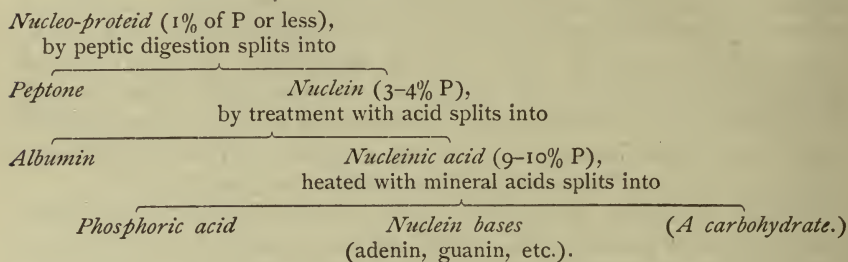 Nucleo-proteid (1% of P or less),
by peptic digestion splits into
Peptone Nuclein (3–4% P),
by treatment with acid splits into
Albumin Nucleinic acid (9–10% P),
heated with mineral acids splits into
Phosphoric acid Nuclein bases (A carbohydrate.)
(adenin, guanin, etc.).